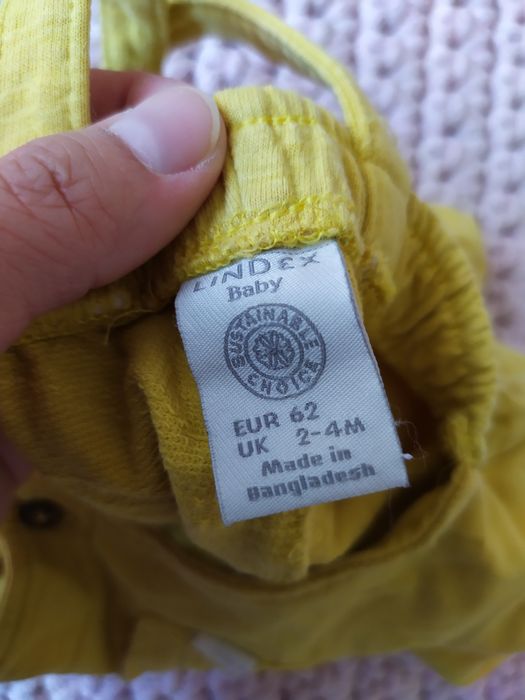 LINDEX
Baby
SUSTAINABLE
CHOICE
EUR 62
UK 2-4M
Made in
Bangladesh